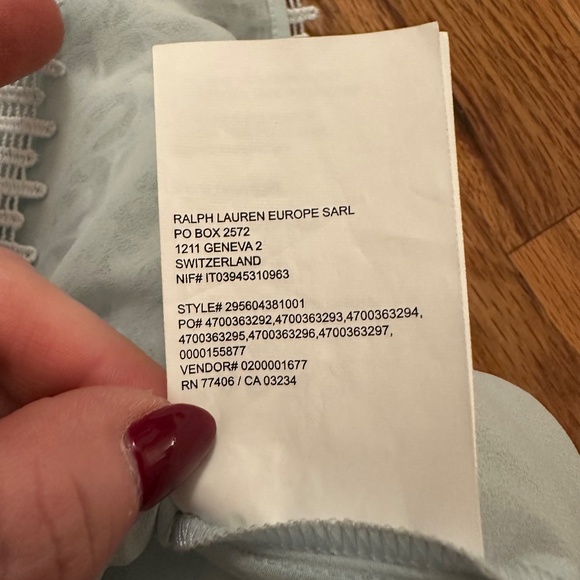 RALPH LAUREN EUROPE SARL
PO BOX 2572
1211 GENEVA 2
SWITZERLAND
NIF# IT03945310963
STYLE# 295604381001
PO# 4700363292,4700363293,4700363294,
4700363295,4700363296,4700363297,
0000155877
VENDOR# 0200001677
RN 77406 / CA 03234